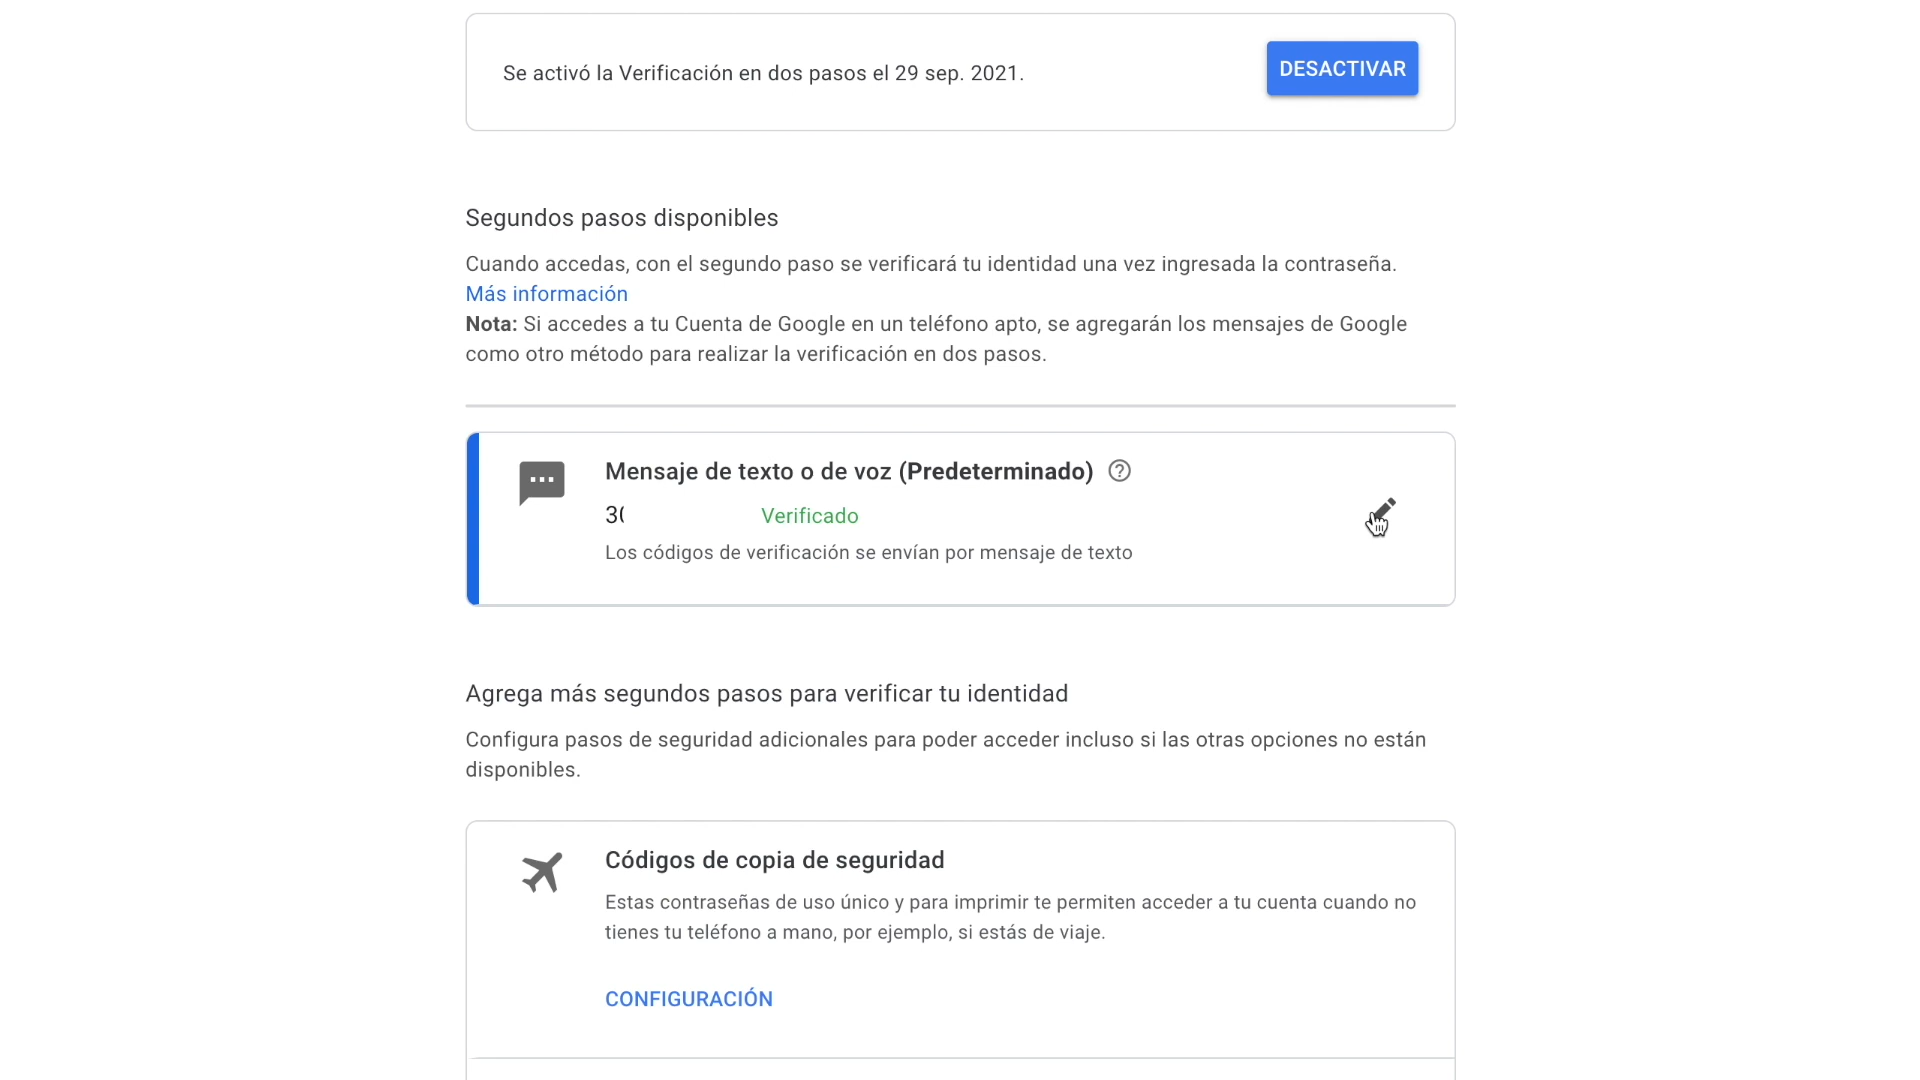 Se activó la Verificación en dos pasos el 29 sep. 2021.
DESACTIVAR
Segundos pasos disponibles
Cuando accedas, con el segundo paso se verificará tu identidad una vez ingresada la contraseña.
Más información
Nota: Si accedes a tu Cuenta de Google en un teléfono apto, se agregarán los mensajes de Google
como otro método para realizar la verificación en dos pasos.
Mensaje de texto o de voz (Predeterminado)
Verificado
Los códigos de verificación se envían por mensaje de texto
Agrega más segundos pasos para verificar tu identidad
Configura pasos de seguridad adicionales para poder acceder incluso si las otras opciones no están
disponibles.
Códigos de copia de seguridad
Estas contraseñas de uso único y para imprimir te permiten acceder a tu cuenta cuando no
tienes tu teléfono a mano, por ejemplo, si estás de viaje.
CONFIGURACIÓN